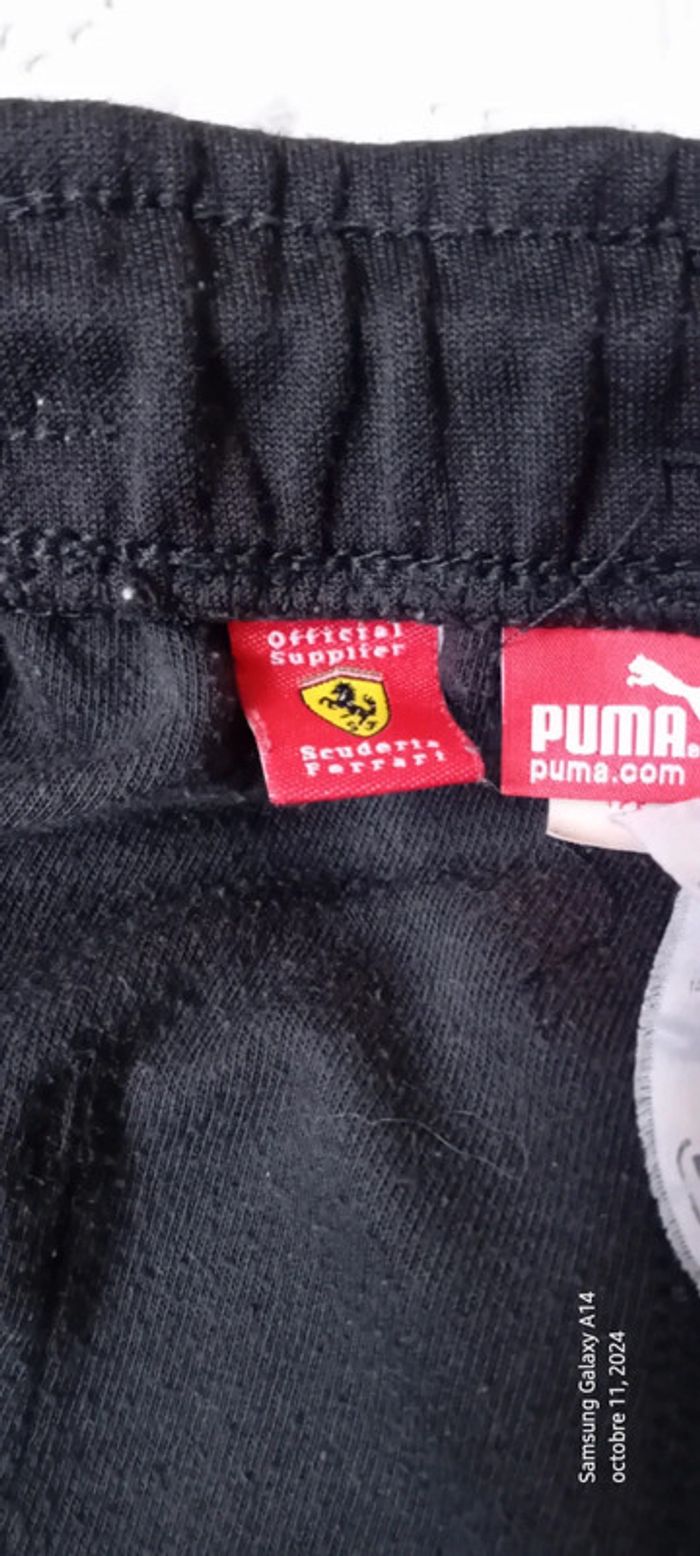 Official
Supplier
Scuderia
Ferrari
PUMA®
puma.com
Samsung Galaxy A14
octobre 11, 2024